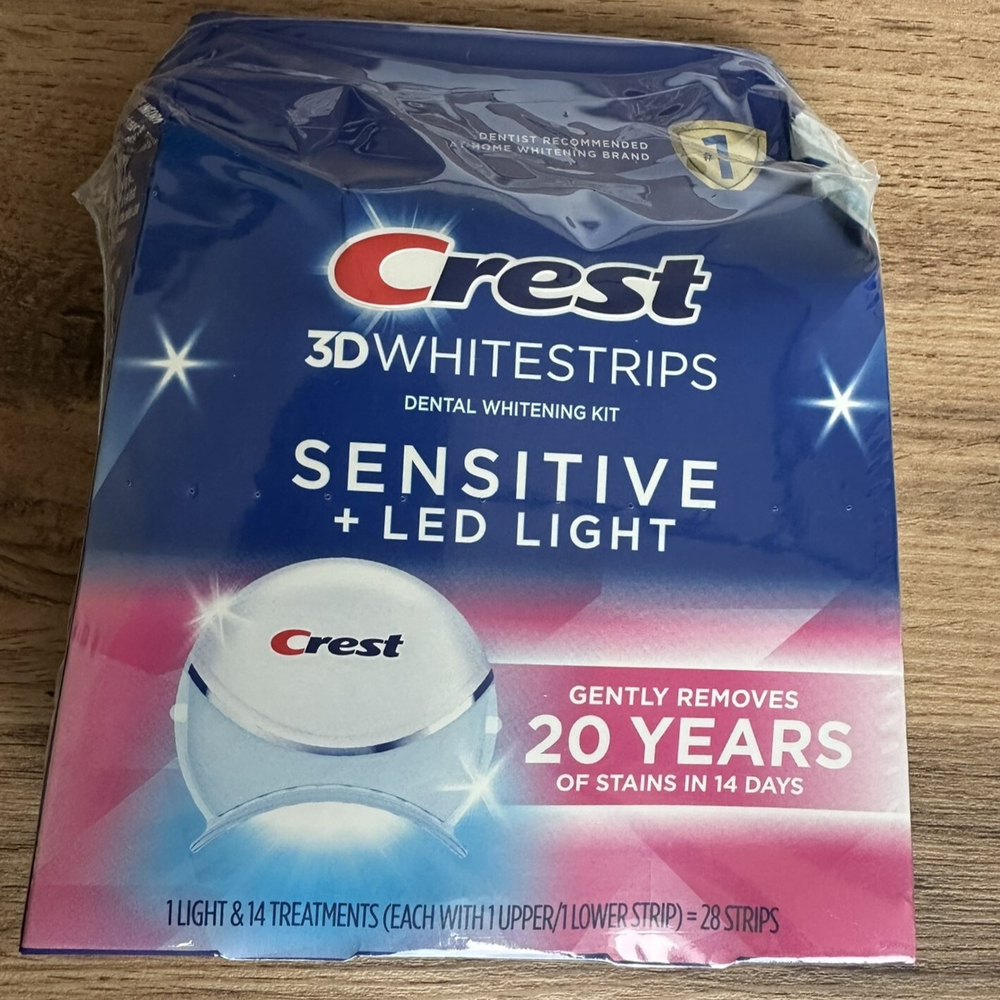 DENTIST RECOMMENDED
AT-HOME WHITENING BRAND
#1
Crest
3D WHITESTRIPS
DENTAL WHITENING KIT
SENSITIVE
+ LED LIGHT
Crest
GENTLY REMOVES
20 YEARS
OF STAINS IN 14 DAYS
1 LIGHT & 14 TREATMENTS (EACH WITH 1 UPPER/1 LOWER STRIP) = 28 STRIPS